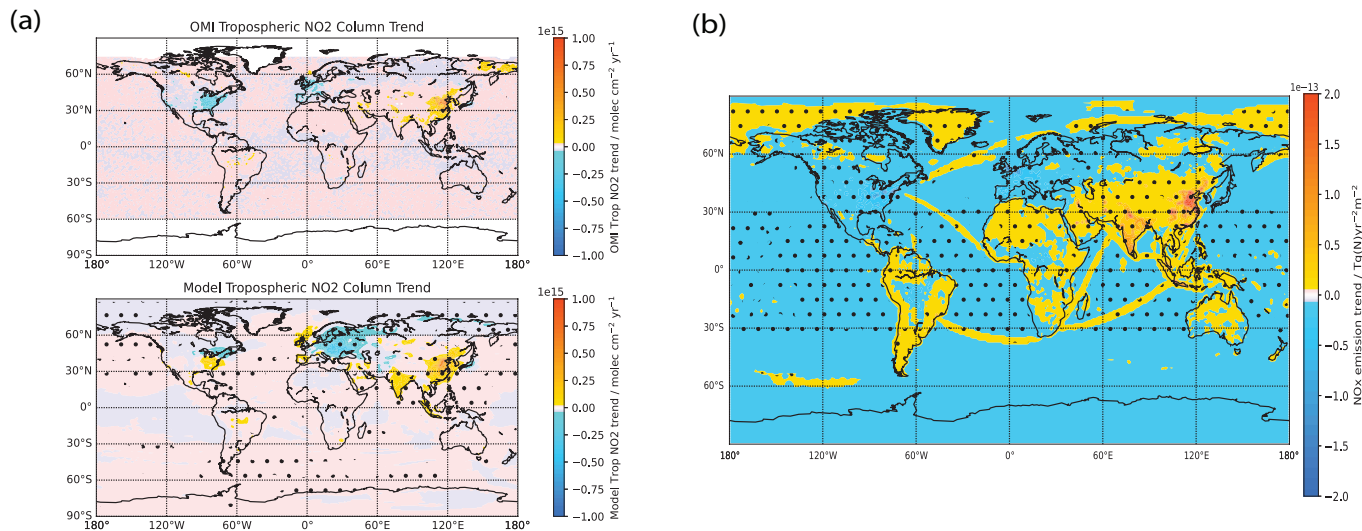 (a)
OMI Tropospheric NO2 Column Trend
1e15
60°N
30°N
0°
30°S
60°S
90°S
180°
120°W
60°W
0°
60°E
120°E
180°
1.00
0.75
0.50
0.25
0.00
−0.25
−0.50
−0.75
−1.00
OMI Trop NO2 trend / molec cm⁻² yr⁻¹
Model Tropospheric NO2 Column Trend
1e15
60°N
30°N
0°
30°S
60°S
90°S
180°
120°W
60°W
0°
60°E
120°E
180°
1.00
0.75
0.50
0.25
0.00
−0.25
−0.50
−0.75
−1.00
Model Trop NO2 trend / molec cm⁻² yr⁻¹
(b)
60°N
30°N
0°
30°S
60°S
180°
120°W
60°W
0°
60°E
120°E
180°
1e−13
2.0
1.5
1.0
0.5
0.0
−0.5
−1.0
−1.5
−2.0
NOx emission trend / Tg(N)yr⁻²m⁻²